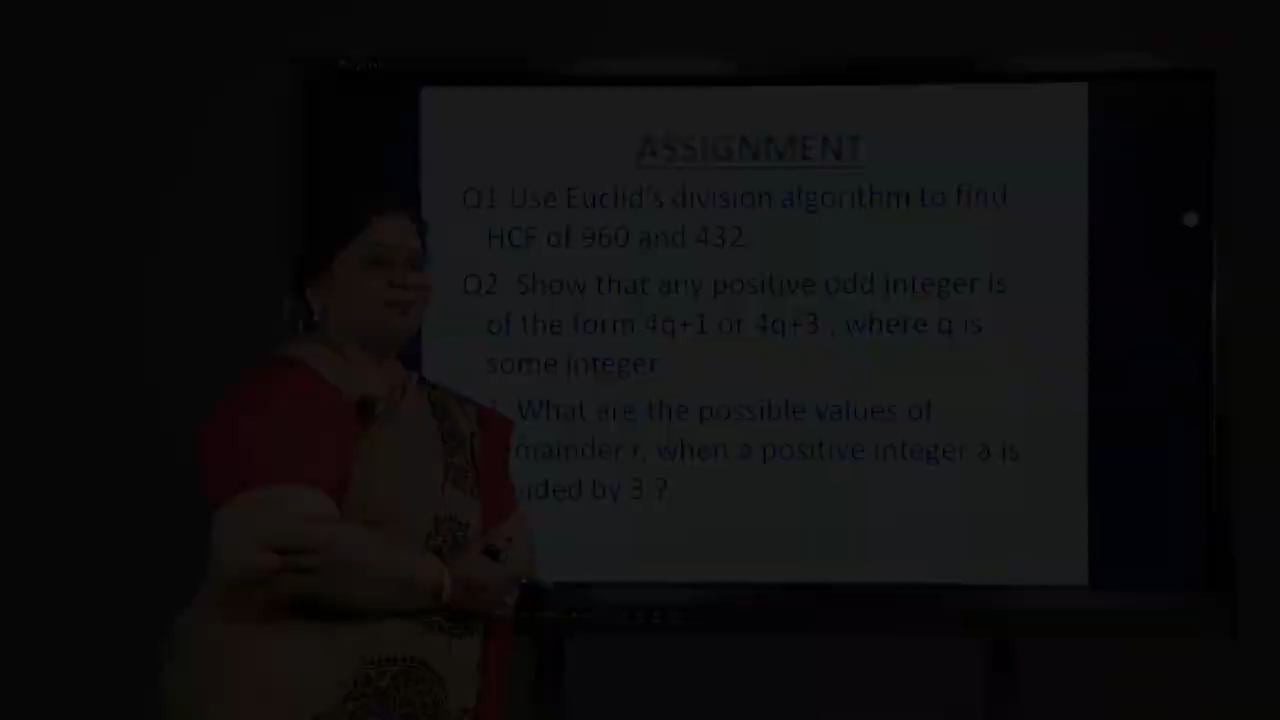 ASSIGNMENT
Q1 Use Euclid's division algorithm to find
HCF of 960 and 432
Q2 Show that any positive odd integer is
of the form 4q+1 or 4q+3 , where q is
some integer
What are the possible values of
mainder r, when a positive integer a is
ided by 3 ?